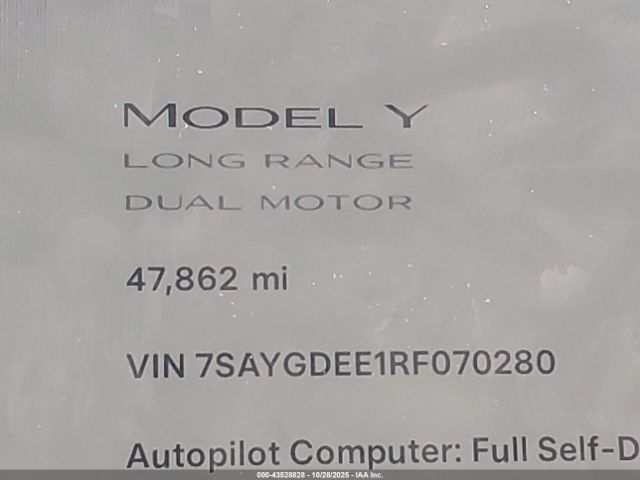 MODEL Y
LONG RANGE
DUAL MOTOR
47,862 mi
VIN 7SAYGDEE1RF070280
Autopilot Computer: Full Self-D
000-43528828 - 10/28/2025 - IAA Inc.